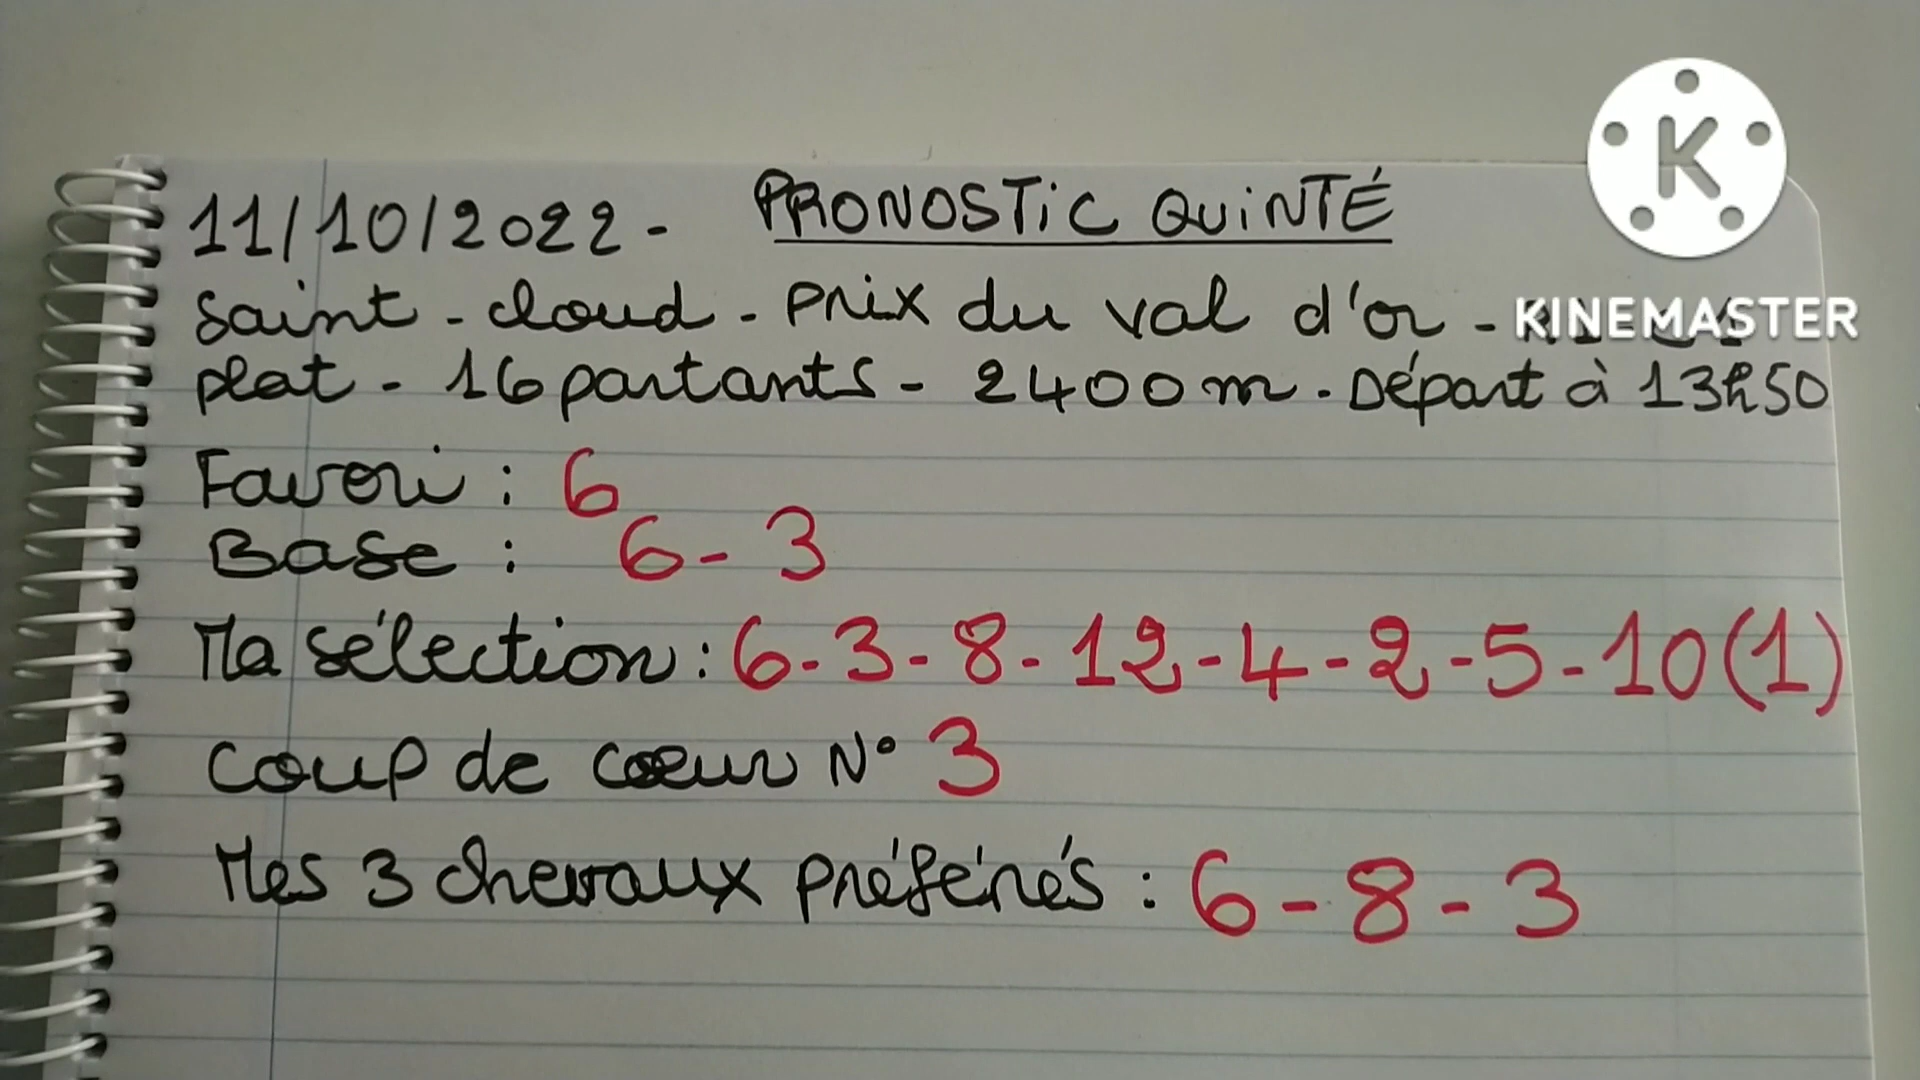 11/10/2022 - PRONOSTIC QUINTÉ
Saint-cloud - Prix du val d'or -
plat - 16 partants - 2400m. Départ à 13h50
Favori : 6
Base : 6-3
Ma sélection : 6-3-8-12-4-2-5-10(1)
Coup de cœur N° 3
Mes 3 chevaux préférés : 6-8-3
K
KINEMASTER